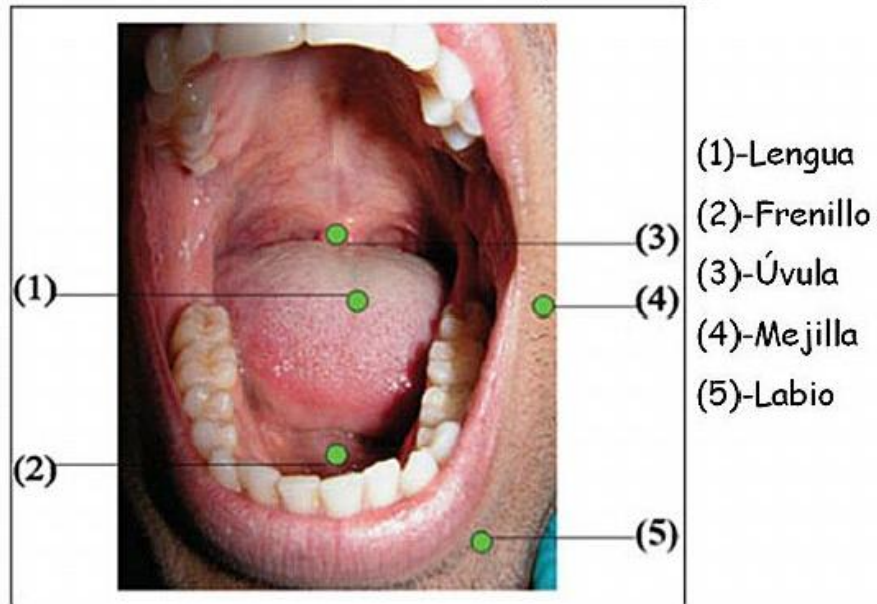 (1)
(2)
(3)
(4)
(5)
(1)-Lengua
(2)-Frenillo
(3)-Úvula
(4)-Mejilla
(5)-Labio